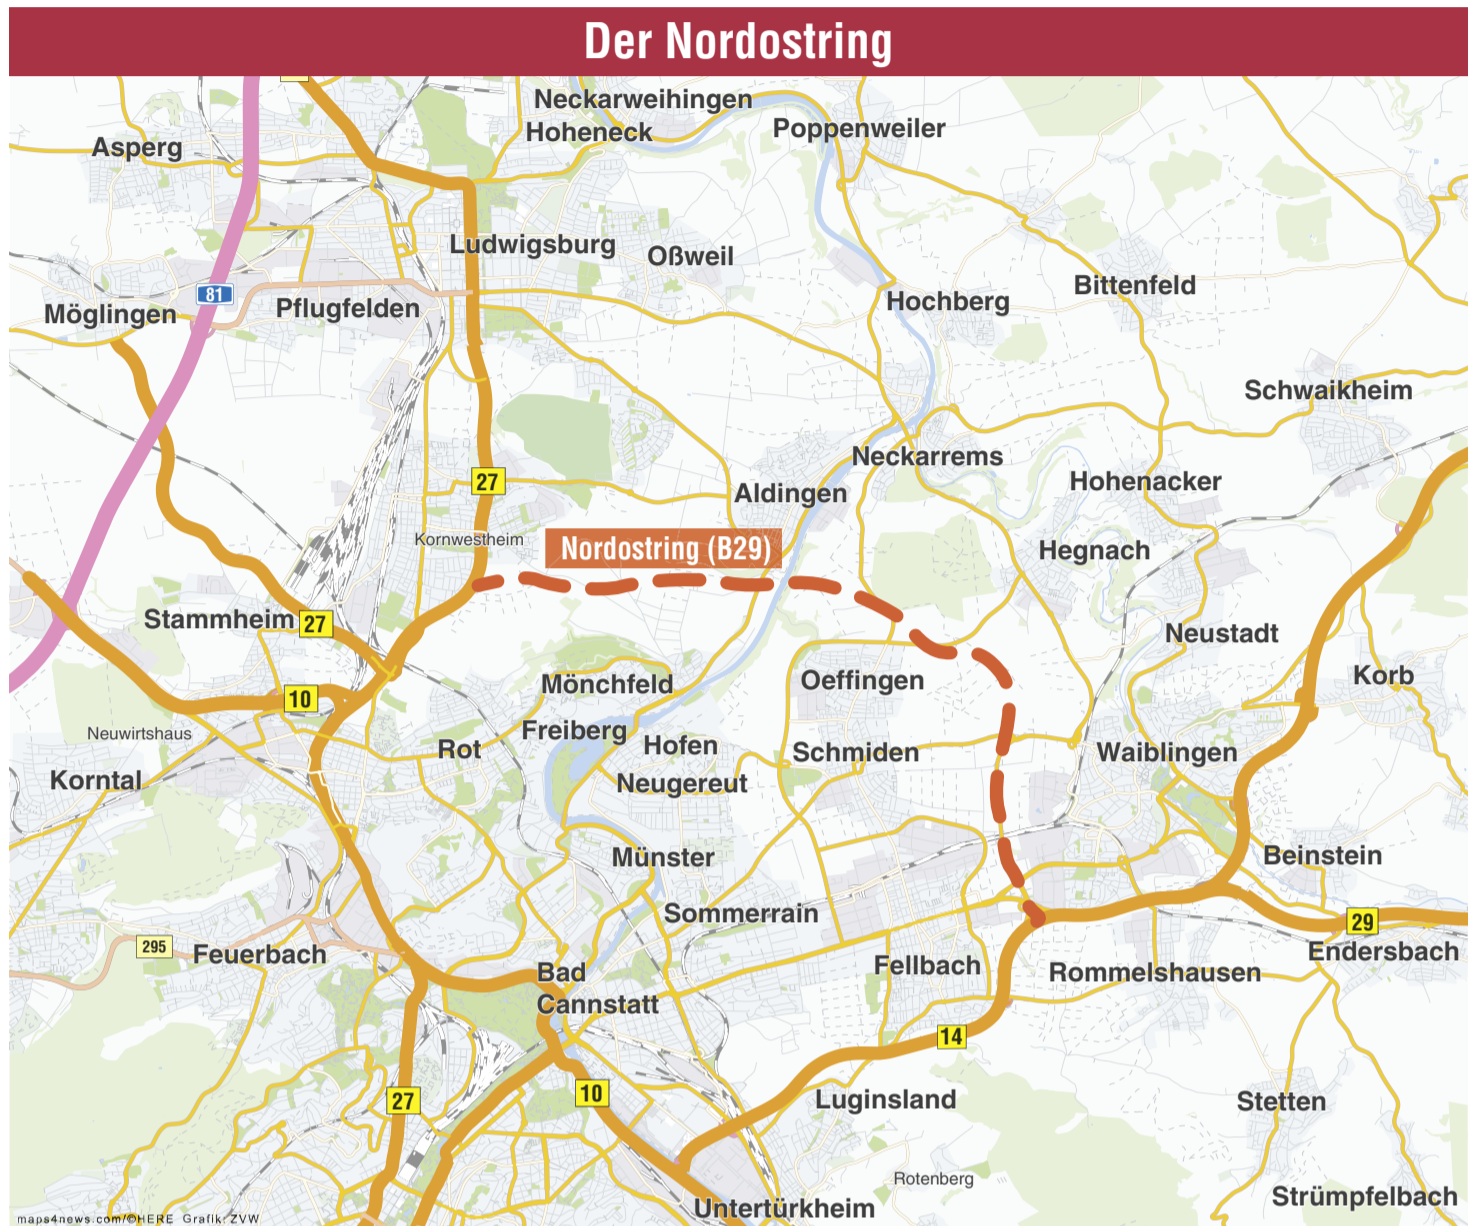 Der Nordostring
Neckarweihingen
Hoheneck
Poppenweiler
Asperg
Ludwigsburg
Oßweil
81
Bittenfeld
Möglingen
Pflugfelden
Hochberg
Schwaikheim
Neckarrems
27
Aldingen
Hohenacker
Kornwestheim
Nordostring (B29)
Hegnach
Stammheim
27
Neustadt
Mönchfeld
Oeffingen
Korb
10
Neuwirtshaus
Freiberg
Rot
Hofen
Schmiden
Waiblingen
Korntal
Neugereut
Münster
Beinstein
Sommerrain
29
295
Feuerbach
Endersbach
Bad
Cannstatt
Fellbach
Rommelshausen
14
27
10
Luginsland
Stetten
Rotenberg
Untertürkheim
Strümpfelbach
maps4news.com/©HERE Grafik: ZVW